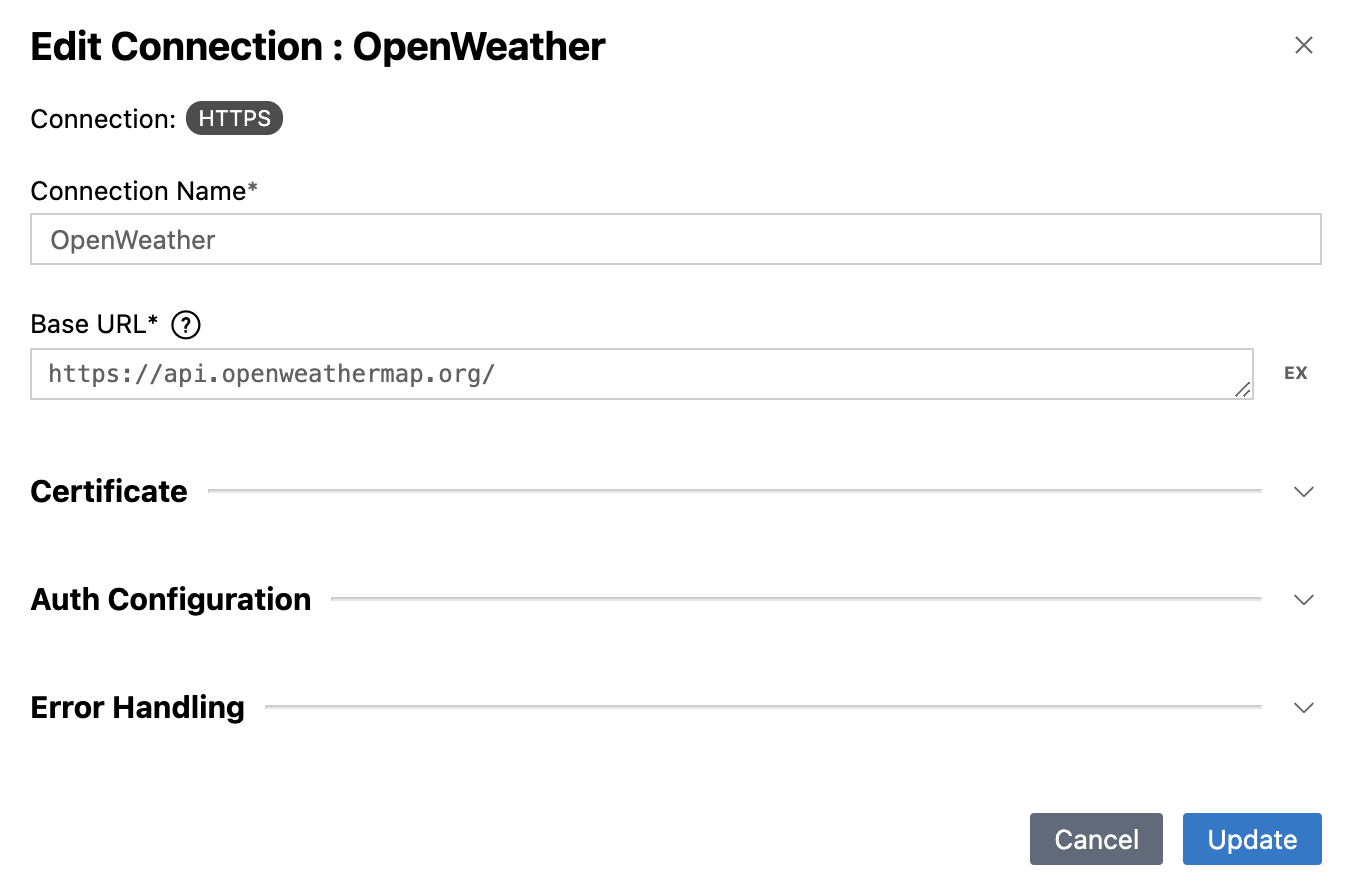 Edit Connection : OpenWeather
Connection: HTTPS
Connection Name*
OpenWeather
Base URL* ?
https://api.openweathermap.org/
EX
Certificate
Auth Configuration
Error Handling
Cancel Update